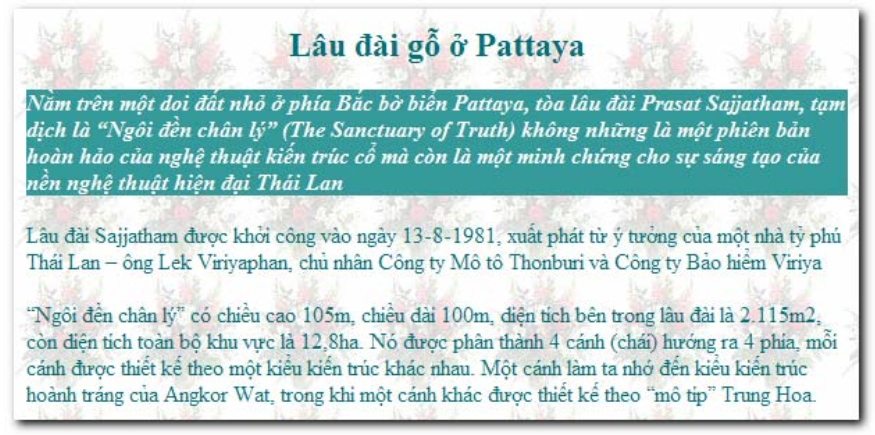 Lâu đài gỗ ở Pattaya
Nằm trên một doi đất nhỏ ở phía Bắc bờ biển Pattaya, tòa lâu đài Prasat Sajjatham, tạm
dịch là “Ngôi đền chân lý” (The Sanctuary of Truth) không những là một phiên bản
hoàn hảo của nghệ thuật kiến trúc cổ mà còn là một minh chứng cho sự sáng tạo của
nền nghệ thuật hiện đại Thái Lan
Lâu đài Sajjatham được khởi công vào ngày 13-8-1981, xuất phát từ ý tưởng của một nhà tỷ phú
Thái Lan – ông Lek Viriyaphan, chủ nhân Công ty Mô tô Thonburi và Công ty Bảo hiểm Viriya
“Ngôi đền chân lý” có chiều cao 105m, chiều dài 100m, diện tích bên trong lâu đài là 2.115m2,
còn diện tích toàn bộ khu vực là 12,8ha. Nó được phân thành 4 cánh (chái) hướng ra 4 phía, mỗi
cánh được thiết kế theo một kiểu kiến trúc khác nhau. Một cánh làm ta nhớ đến kiểu kiến trúc
hoành tráng của Angkor Wat, trong khi một cánh khác được thiết kế theo “mô típ” Trung Hoa.